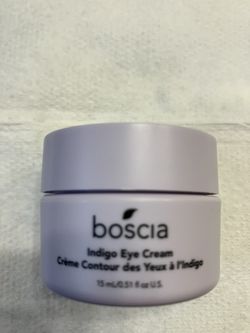 boscia
Indigo Eye Cream
Crème Contour des Yeux à l'Indigo
15 mL/0.51 fl oz U.S.